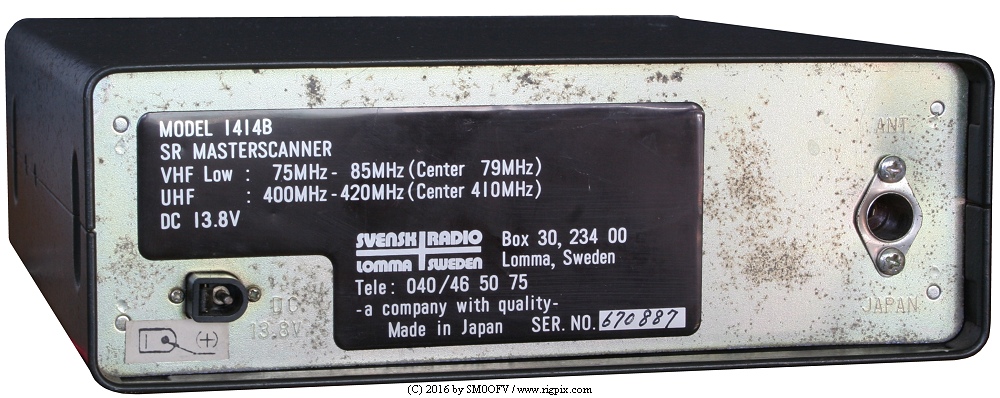 MODEL 1414B
SR MASTERSCANNER
VHF Low : 75MHz - 85MHz (Center 79MHz)
UHF : 400MHz - 420MHz (Center 410MHz)
DC 13.8V
SVENSK RADIO
LOMMA SWEDEN
Box 30, 234 00
Lomma, Sweden
Tele : 040/46 50 75
-a company with quality-
Made in Japan SER. NO. 670887
ANT.
JAPAN
DC
13.8V
(+)
(C) 2016 by SM0OFV / www.rigpix.com